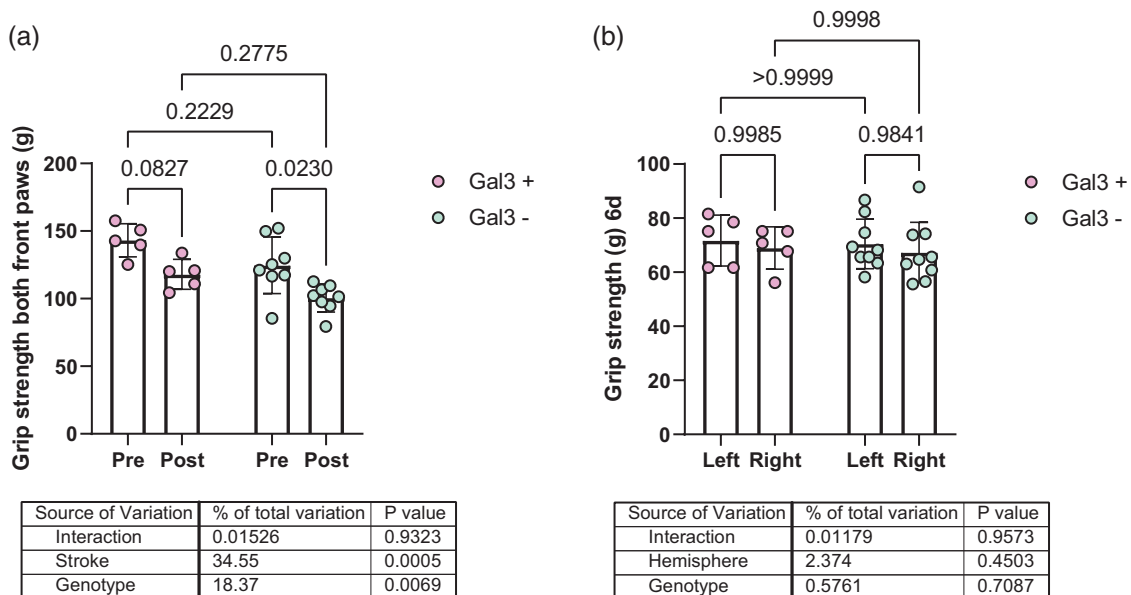 (a)
0.2775
0.2229
0.0827 0.0230
Grip strength both front paws (g)
200
150
100
50
0
Pre Post Pre Post
Gal3 +
Gal3 -
Source of Variation % of total variation P value
Interaction 0.01526 0.9323
Stroke 34.55 0.0005
Genotype 18.37 0.0069
(b)
0.9998
>0.9999
0.9985 0.9841
Grip strength (g) 6d
100
80
60
40
20
0
Left Right Left Right
Gal3 +
Gal3 -
Source of Variation % of total variation P value
Interaction 0.01179 0.9573
Hemisphere 2.374 0.4503
Genotype 0.5761 0.7087